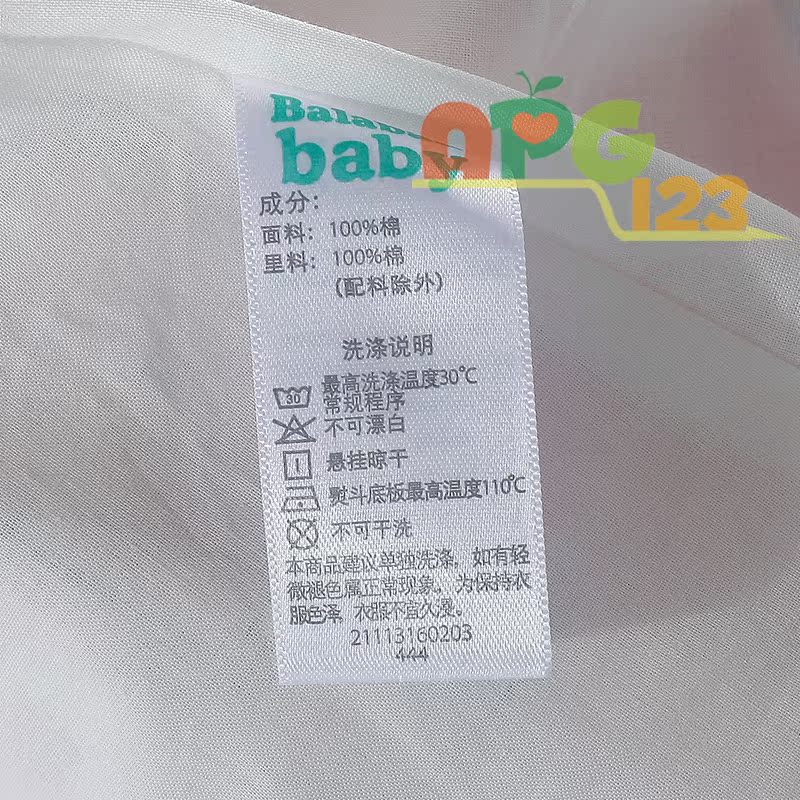 Balaba
baby
APG
123
成分：
面料：100%棉
里料：100%棉
(配料除外)
洗涤说明
30
最高洗涤温度30℃
常规程序
不可漂白
悬挂晾干
熨斗底板最高温度110℃
不可干洗
本商品建议单独洗涤，如有轻
微褪色属正常现象，为保持衣
服色泽，衣服不宜久浸。
21113160203
444